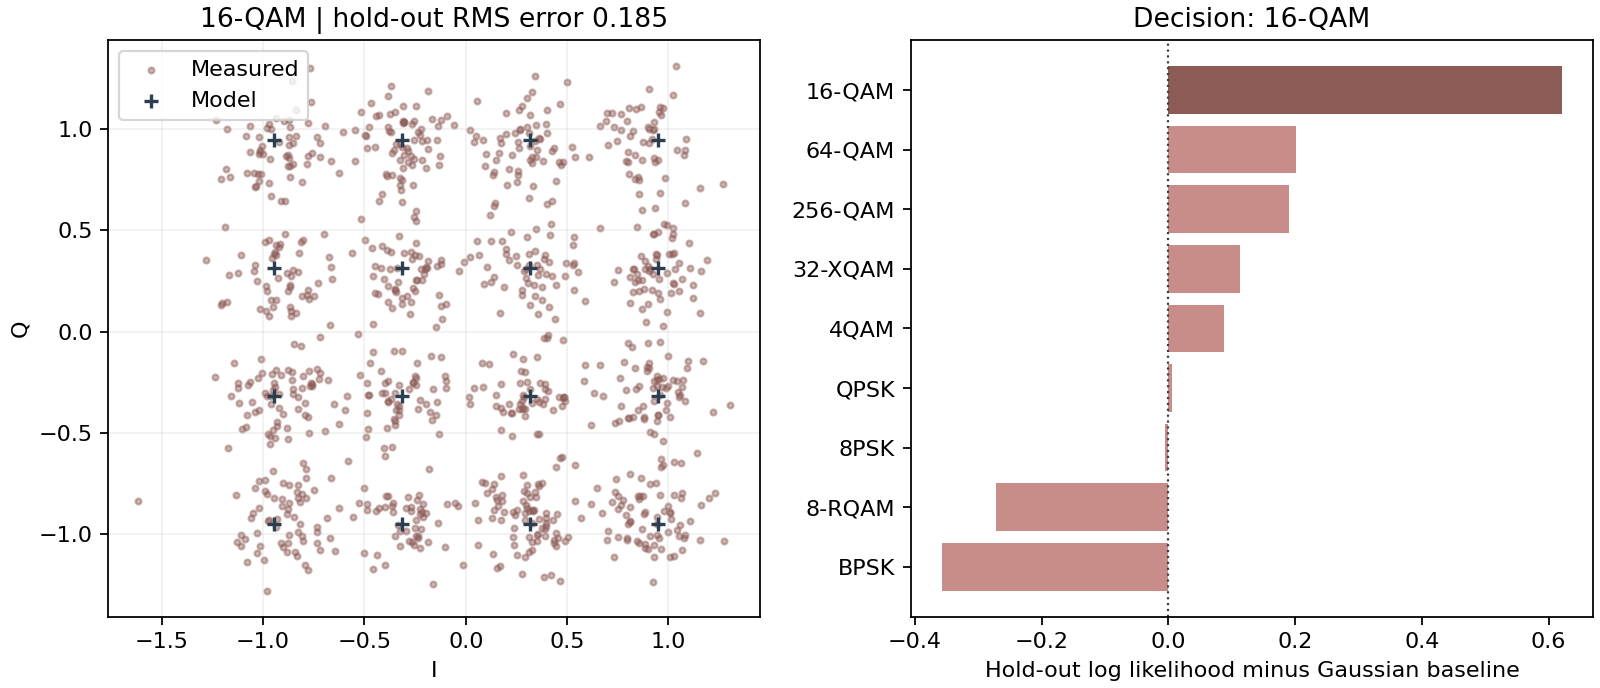 16-QAM | hold-out RMS error 0.185
Measured
Model
1.0
0.5
0.0
−0.5
−1.0
Q
−1.5
−1.0
−0.5
0.0
0.5
1.0
I
Decision: 16-QAM
16-QAM
64-QAM
256-QAM
32-XQAM
4QAM
QPSK
8PSK
8-RQAM
BPSK
−0.4
−0.2
0.0
0.2
0.4
0.6
Hold-out log likelihood minus Gaussian baseline